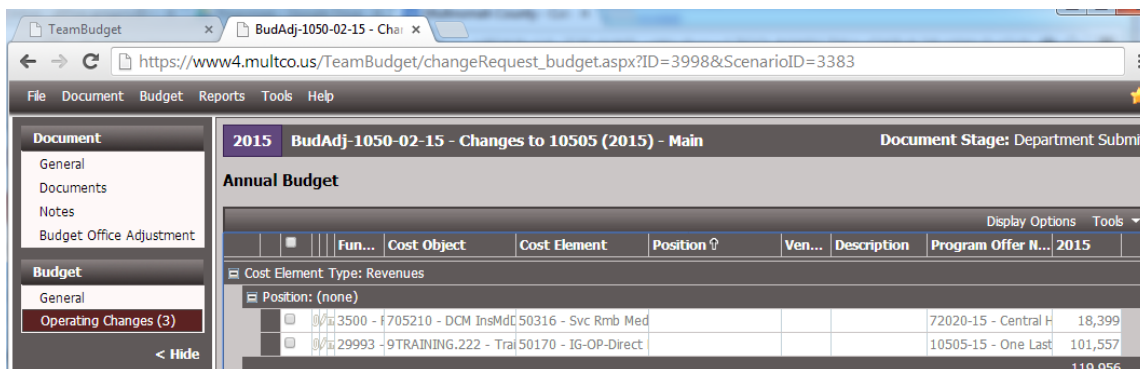 TeamBudget × BudAdj-1050-02-15 - Cha ×
https://www4.multco.us/TeamBudget/changeRequest_budget.aspx?ID=3998&ScenarioID=3383
File Document Budget Reports Tools Help
Document
General
Documents
Notes
Budget Office Adjustment
Budget
General
Operating Changes (3)
< Hide
2015 BudAdj-1050-02-15 - Changes to 10505 (2015) - Main Document Stage: Department Submi
Annual Budget
Display Options Tools
Fun... Cost Object Cost Element Position Ven... Description Program Offer N... 2015
Cost Element Type: Revenues
Position: (none)
3500 - 705210 - DCM InsMd 50316 - Svc Rmb Med 72020-15 - Central H 18,399
29993 - 9TRAINING.222 - Trai 50170 - IG-OP-Direct 10505-15 - One Last 101,557
119,956